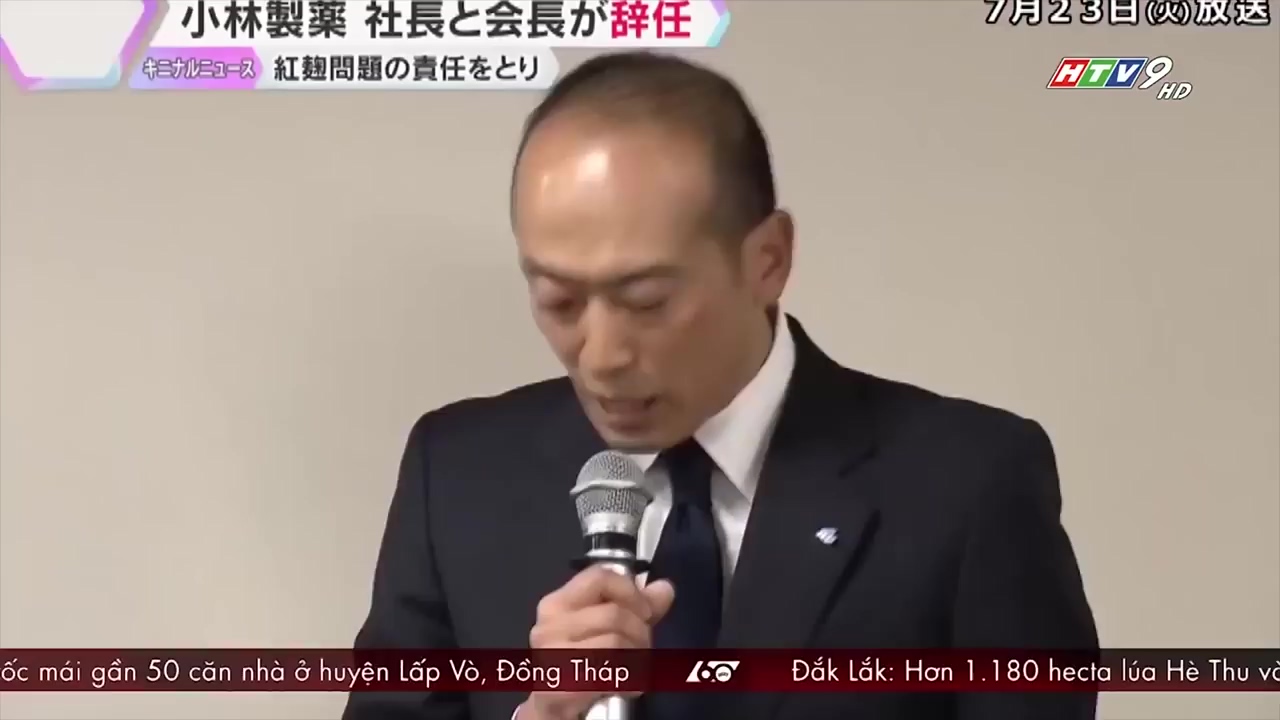 小林製薬 社長と会長が辞任
7月23日(火)放送
キニナルニュース 紅麹問題の責任をとり
HTV9 HD
ốc mái gần 50 căn nhà ở huyện Lấp Vò, Đồng Tháp 60 Đắk Lắk: Hơn 1.180 hecta lúa Hè Thu và